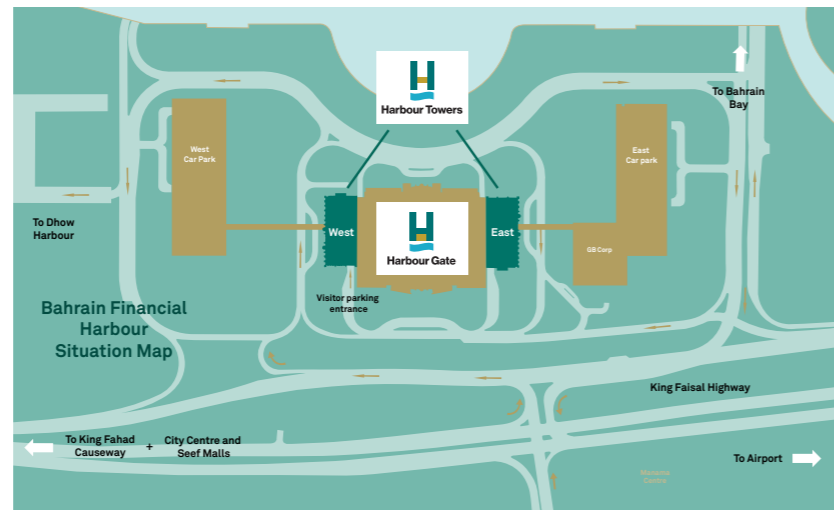 Harbour Towers
To Bahrain
Bay
West
Car Park
East
Car park
To Dhow
Harbour
West
East
Harbour Gate
GB Corp
Visitor parking
entrance
Bahrain Financial
Harbour
Situation Map
King Faisal Highway
To King Fahad
Causeway
+
City Centre and
Seef Malls
To Airport
Manama
Centre